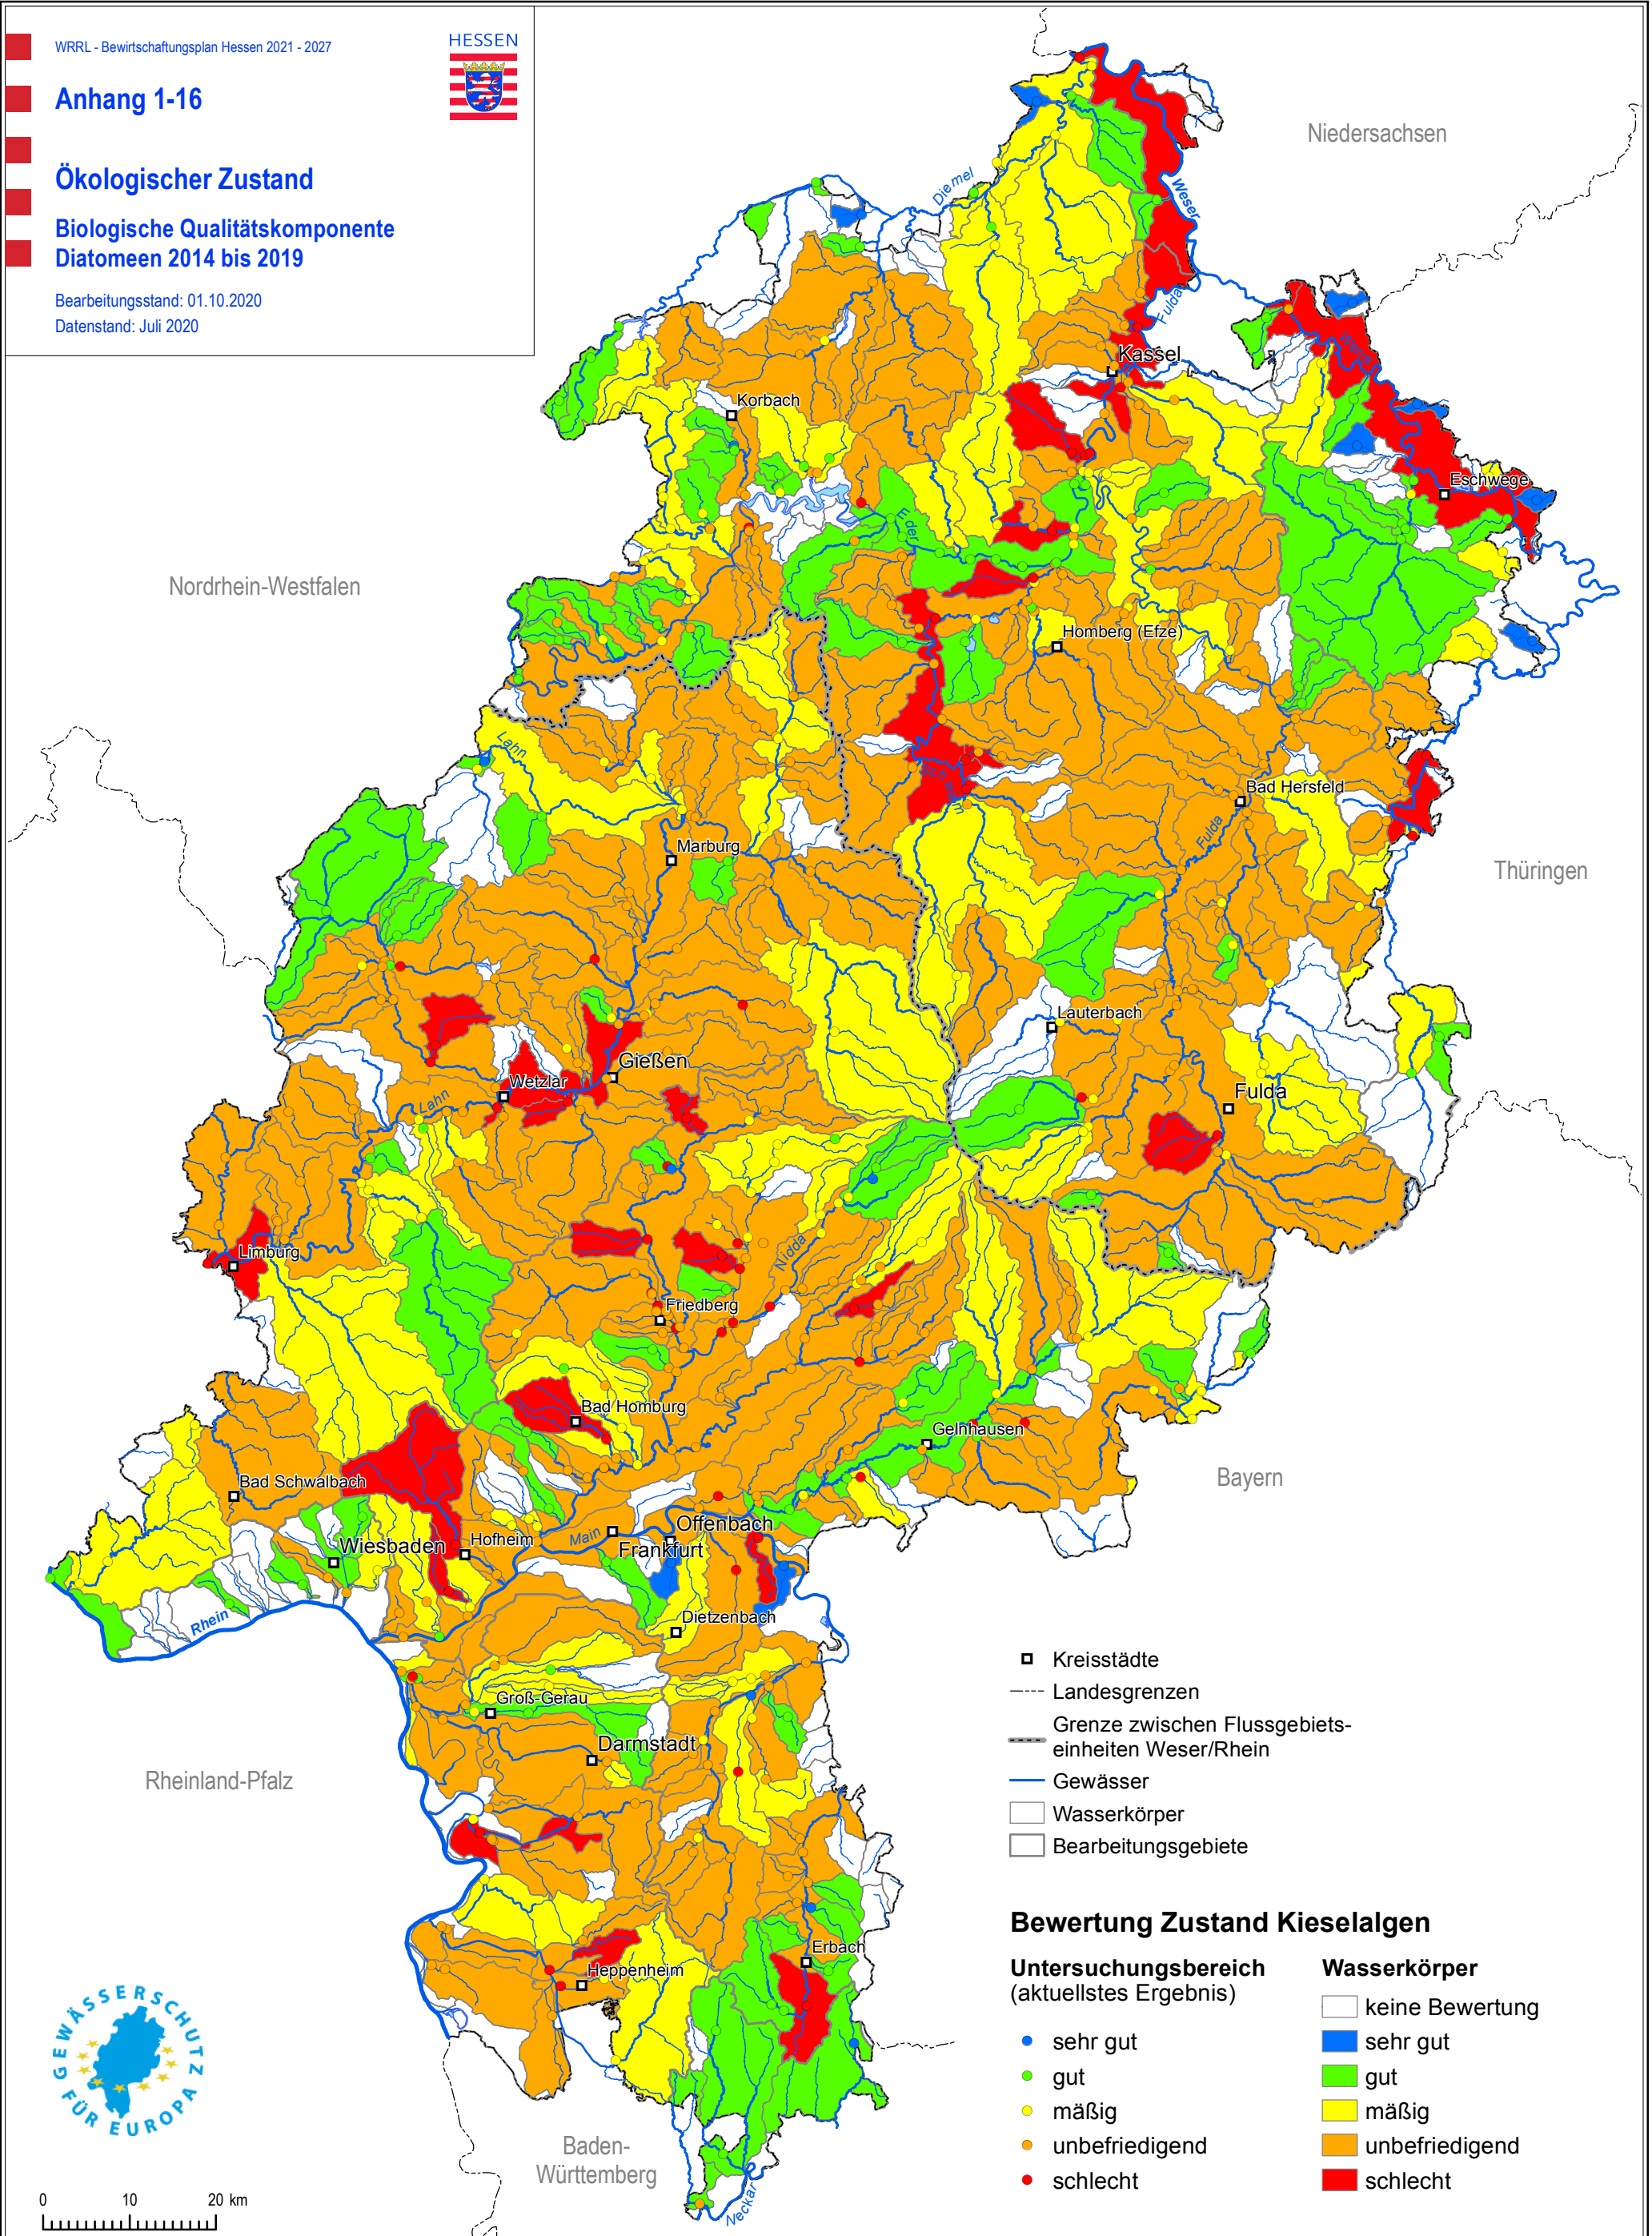 WRRL - Bewirtschaftungsplan Hessen 2021 - 2027
HESSEN
Anhang 1-16
Ökologischer Zustand
Biologische Qualitätskomponente
Diatomeen 2014 bis 2019
Bearbeitungsstand: 01.10.2020
Datenstand: Juli 2020
Niedersachsen
Diemel
Weser
Fulda
Kassel
Werra
Korbach
Eschwege
Eder
Nordrhein-Westfalen
Homberg (Efze)
Lahn
Schwalm
Bad Hersfeld
Fulda
Marburg
Thüringen
Lauterbach
Gießen
Wetzlar
Lahn
Fulda
Limburg
Nidda
Friedberg
Bad Homburg
Gelnhausen
Bad Schwalbach
Bayern
Offenbach
Main
Hofheim
Wiesbaden
Frankfurt
Rhein
Dietzenbach
Groß-Gerau
Darmstadt
Rheinland-Pfalz
Erbach
Heppenheim
Baden-
Württemberg
Neckar
Kreisstädte
Landesgrenzen
Grenze zwischen Flussgebiets-
einheiten Weser/Rhein
Gewässer
Wasserkörper
Bearbeitungsgebiete
Bewertung Zustand Kieselalgen
Untersuchungsbereich
(aktuellstes Ergebnis)
sehr gut
gut
mäßig
unbefriedigend
schlecht
Wasserkörper
keine Bewertung
sehr gut
gut
mäßig
unbefriedigend
schlecht
GEWÄSSERSCHUTZ
FÜR EUROPA
0 10 20 km